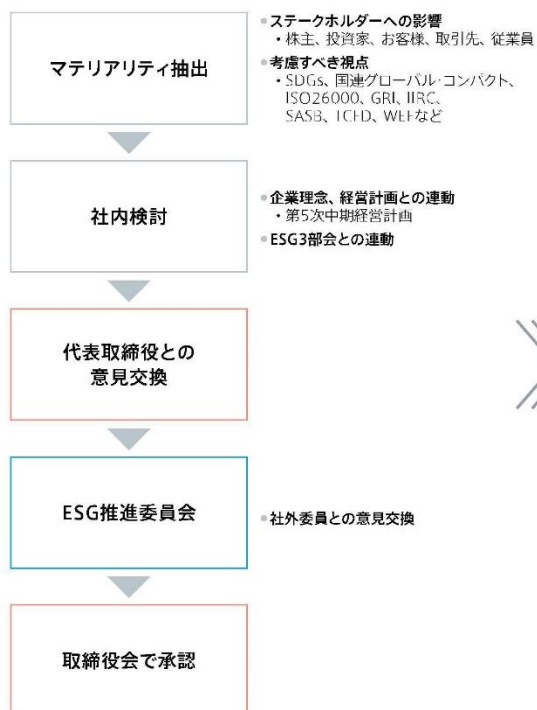 マテリアリティ抽出
•ステークホルダーへの影響
・株主、投資家、お客様、取引先、従業員
•考慮すべき視点
・SDGs、国連グローバル・コンパクト、
ISO26000、GRI、IIRC、
SASB、TCFD、WEFなど
社内検討
•企業理念、経営計画との連動
・第5次中期経営計画
•ESG3部会との連動
代表取締役との
意見交換
ESG推進委員会
•社外委員との意見交換
取締役会で承認